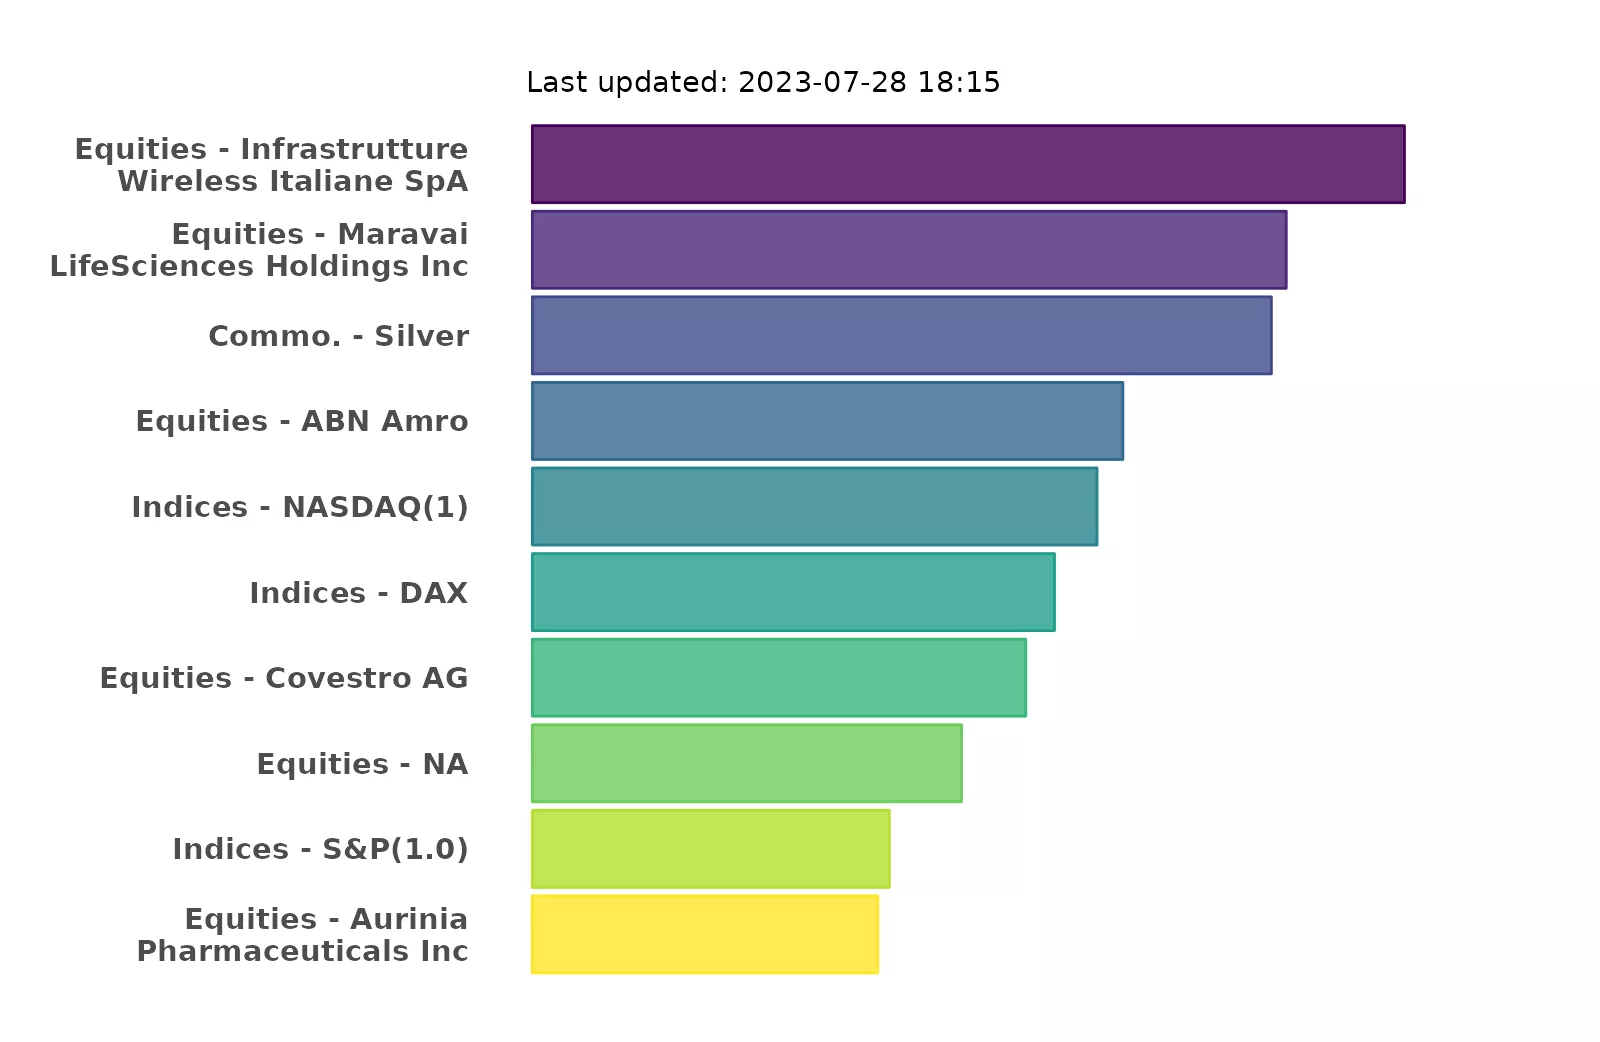 Last updated: 2023-07-28 18:15
Equities - Infrastrutture
Wireless Italiane SpA
Equities - Maravai
LifeSciences Holdings Inc
Commo. - Silver
Equities - ABN Amro
Indices - NASDAQ(1)
Indices - DAX
Equities - Covestro AG
Equities - NA
Indices - S&P(1.0)
Equities - Aurinia
Pharmaceuticals Inc